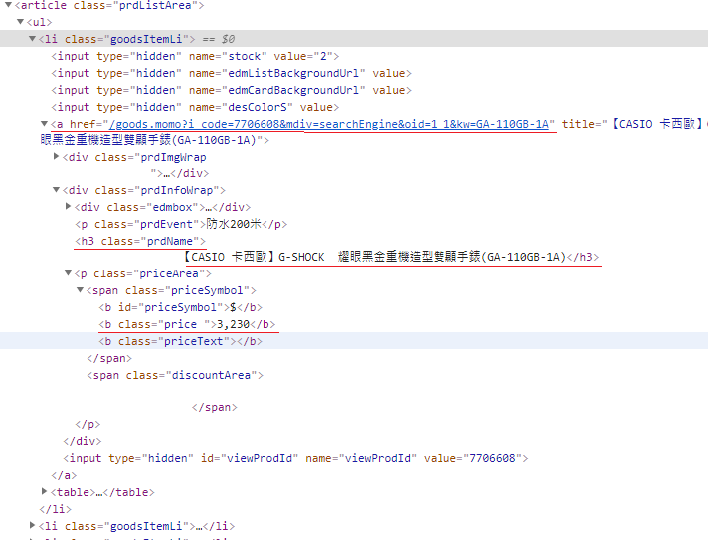 ▼<article class="prdListArea">
▼<ul>
▼<li class="goodsItemLi"> == $0
<input type="hidden" name="stock" value="2">
<input type="hidden" name="edmListBackgroundUrl" value>
<input type="hidden" name="edmCardBackgroundUrl" value>
<input type="hidden" name="desColorS" value>
▼<a href="/goods.momo?i_code=7706608&mdiv=searchEngine&oid=1_1&kw=GA-110GB-1A" title="【CASIO 卡西歐】
眼黑金重機造型雙顯手錶(GA-110GB-1A)">
▶<div class="prdImgWrap
">…</div>
▼<div class="prdInfoWrap">
▶<div class="edmbox">…</div>
<p class="prdEvent">防水200米</p>
<h3 class="prdName">
【CASIO 卡西歐】G-SHOCK 耀眼黑金重機造型雙顯手錶(GA-110GB-1A)</h3>
▼<p class="priceArea">
▼<span class="priceSymbol">
<b id="priceSymbol">$</b>
<b class="price ">3,230</b>
<b class="priceText"></b>
</span>
<span class="discountArea">
</span>
</p>
</div>
<input type="hidden" id="viewProdId" name="viewProdId" value="7706608">
</a>
▶<table>…</table>
</li>
▶<li class="goodsItemLi">…</li>